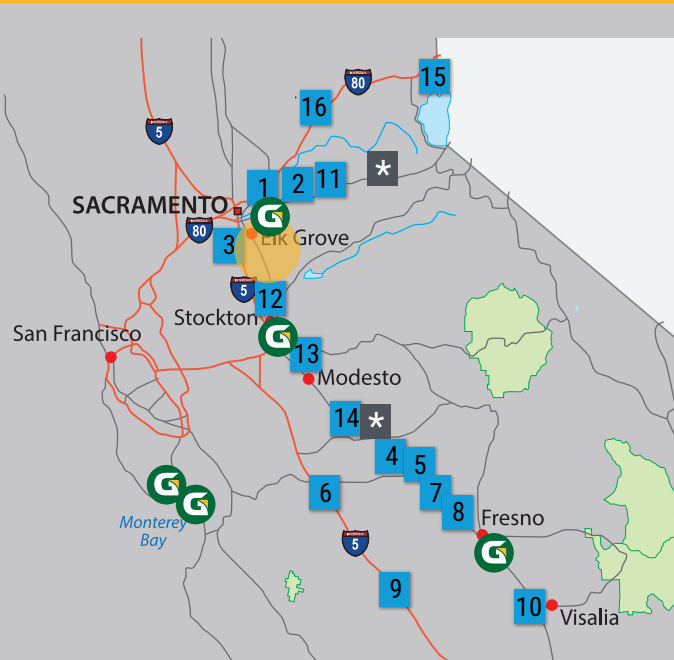 15
80
16
5
*
1
2
11
SACRAMENTO
G
80
3
Elk Grove
5
12
Stockton
G
San Francisco
13
Modesto
14
*
4
5
G
6
7
G
8
Fresno
Monterey
Bay
5
G
9
10
Visalia